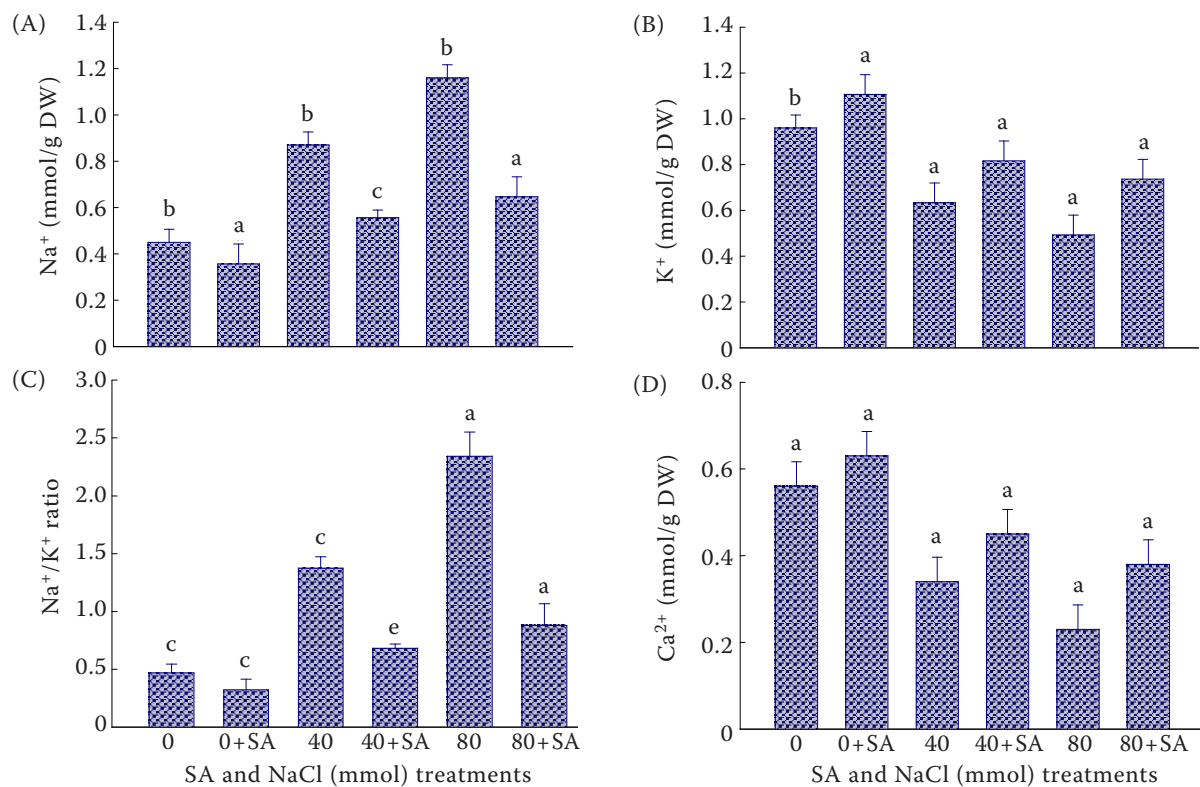 (A)
Na⁺ (mmol/g DW)
1.4
1.2
1.0
0.8
0.6
0.4
0.2
0
b
a
b
c
b
a
(B)
K⁺ (mmol/g DW)
1.4
1.2
1.0
0.8
0.6
0.4
0.2
0
b
a
a
a
a
a
(C)
Na⁺/K⁺ ratio
3.0
2.5
2.0
1.5
1.0
0.5
0
c
c
c
e
a
a
0 0+SA 40 40+SA 80 80+SA
SA and NaCl (mmol) treatments
(D)
Ca²⁺ (mmol/g DW)
0.8
0.6
0.4
0.2
0
a
a
a
a
a
a
0 0+SA 40 40+SA 80 80+SA
SA and NaCl (mmol) treatments